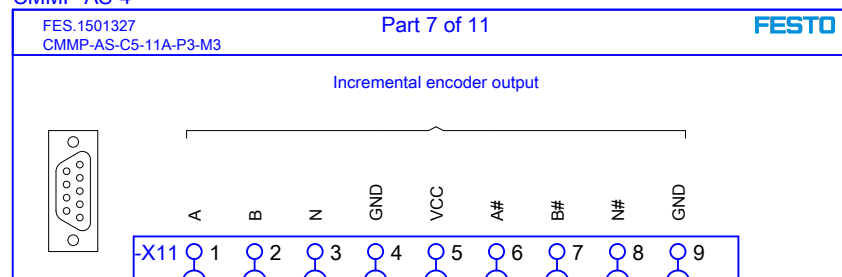 CMMP-AS-4
FES.1501327
CMMP-AS-C5-11A-P3-M3
Part 7 of 11
FESTO
Incremental encoder output
A B N GND VCC A# B# N# GND
-X11 1 2 3 4 5 6 7 8 9